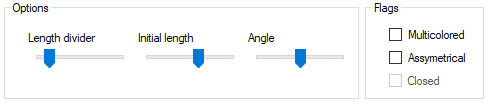 Options
Length divider
Initial length
Angle
Flags
Multicolored
Assymetrical
Closed